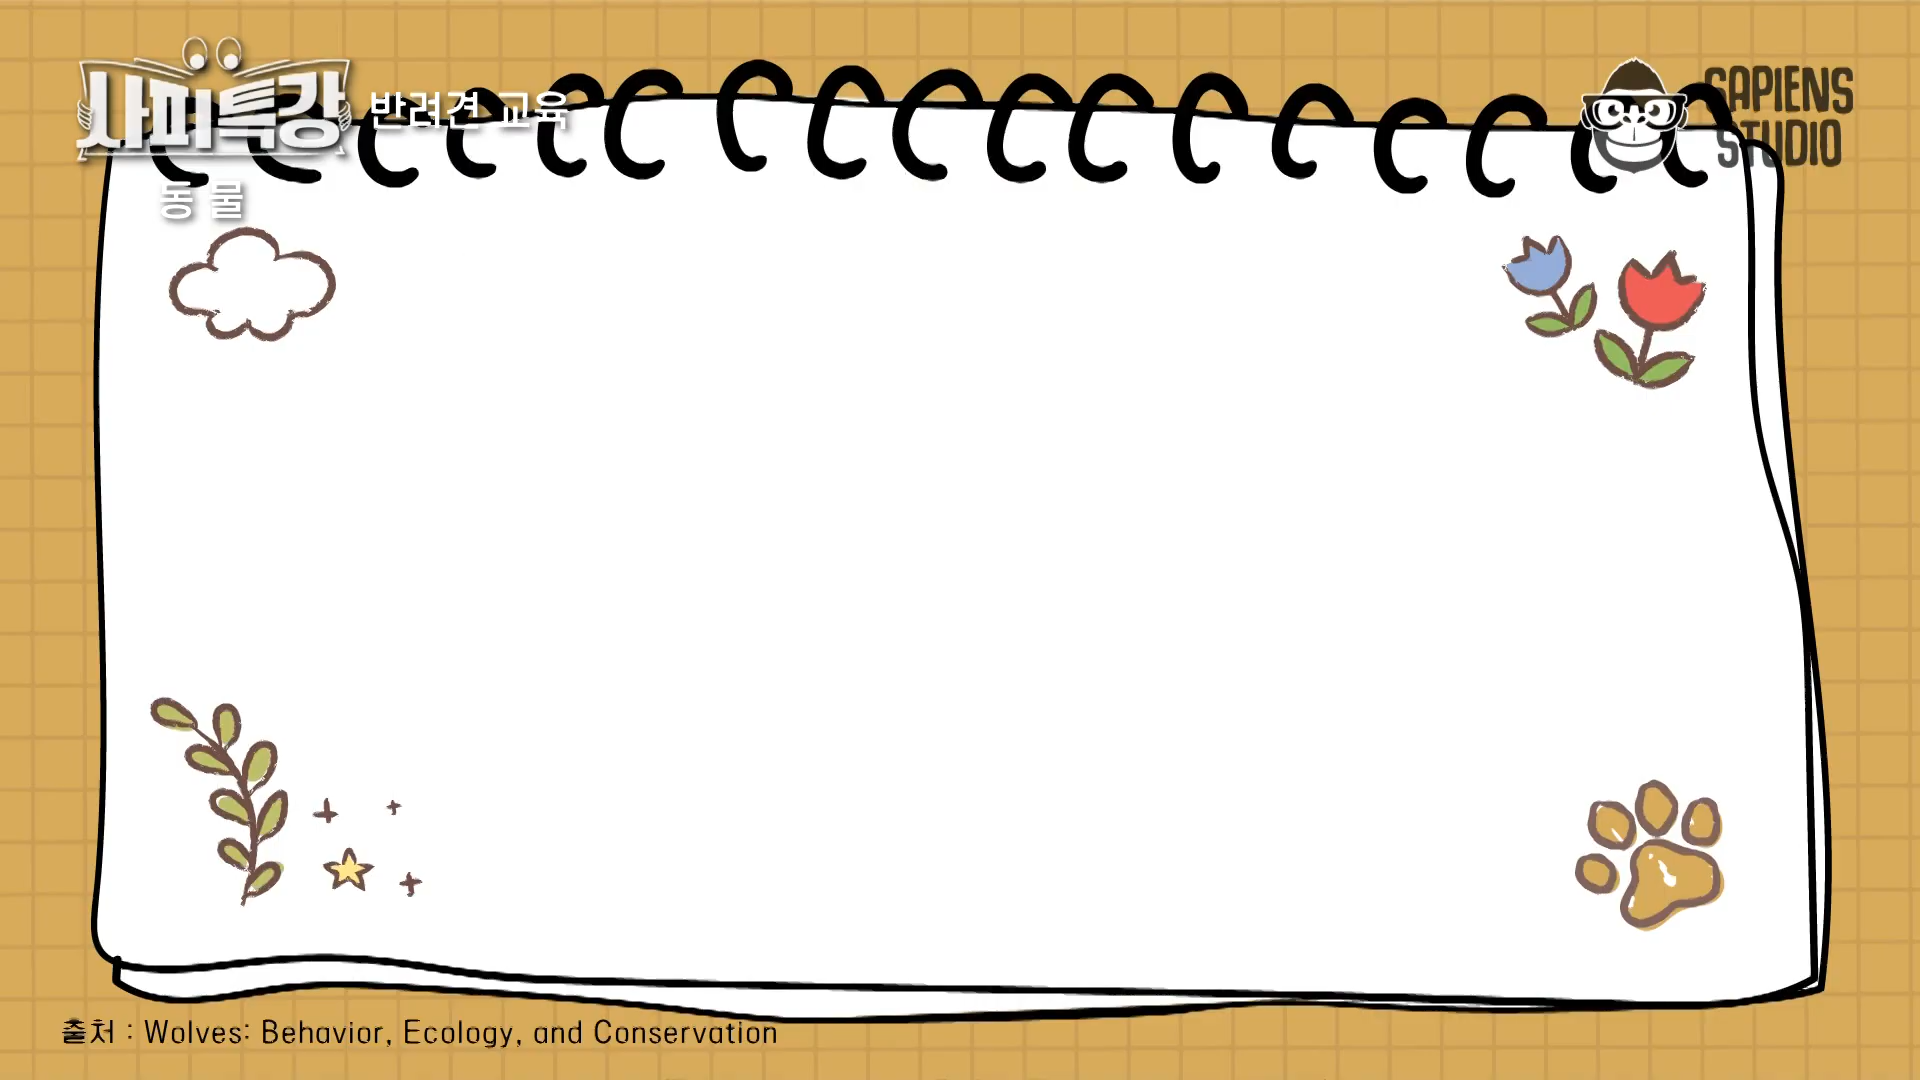 사피특강
반려견 교육
동물
SAPIENS
STUDIO
출처 : Wolves: Behavior, Ecology, and Conservation